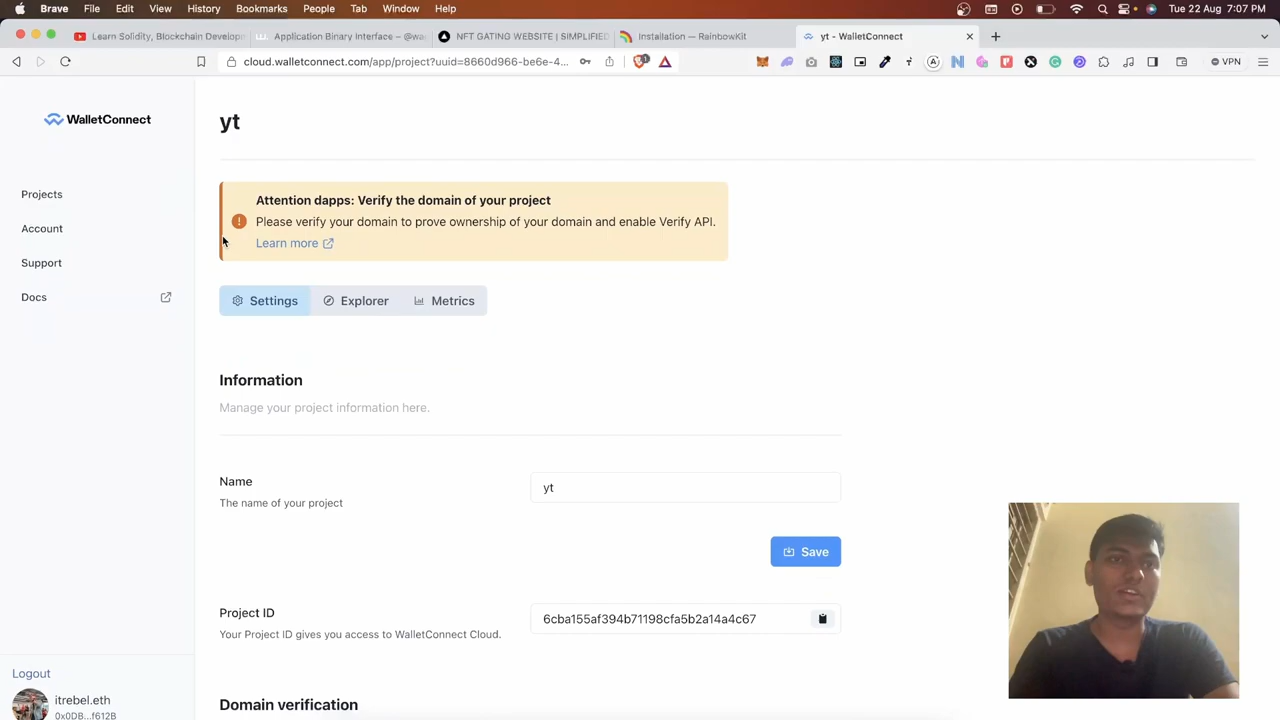 Brave File Edit View History Bookmarks People Tab Window Help Tue 22 Aug 7:07 PM
Learn Solidity, Blockchain Develop Application Binary Interface – @wa NFT GATING WEBSITE | SIMPLIFIED Installation — RainbowKit yt - WalletConnect
cloud.walletconnect.com/app/project?uuid=8660d966-be6e-4... VPN
WalletConnect
Projects
Account
Support
Docs
Logout
itrebel.eth
0x0DB...f612B
yt
Attention dapps: Verify the domain of your project
Please verify your domain to prove ownership of your domain and enable Verify API.
Learn more
Settings Explorer Metrics
Information
Manage your project information here.
Name
The name of your project
yt
Save
Project ID
Your Project ID gives you access to WalletConnect Cloud.
6cba155af394b71198cfa5b2a14a4c67
Domain verification